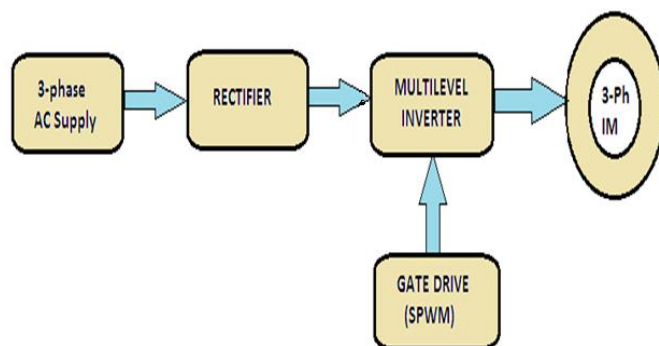 3-phase
AC Supply
RECTIFIER
MULTILEVEL
INVERTER
3-Ph
IM
GATE DRIVE
(SPWM)